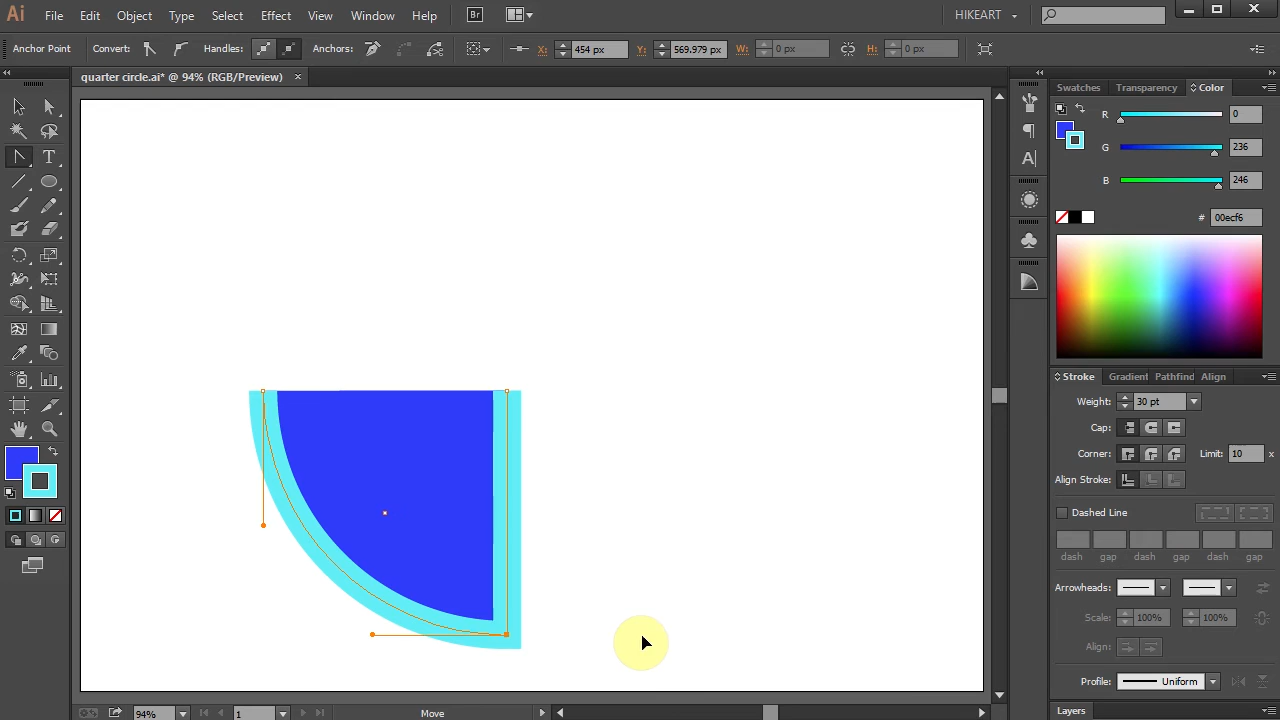 Ai File Edit Object Type Select Effect View Window Help Br HIKEART
Anchor Point Convert: Handles: Anchors: X: 454 px Y: 569.979 px W: 0 px H: 0 px
quarter circle.ai* @ 94% (RGB/Preview) ×
Swatches Transparency Color
R 0
G 236
B 246
# 00ecf6
Stroke Gradient Pathfind Align
Weight: 30 pt
Cap:
Corner: Limit: 10 x
Align Stroke:
Dashed Line
dash gap dash gap dash gap
Arrowheads:
Scale: 100% 100%
Align:
Profile: Uniform
Layers
94% 1 Move